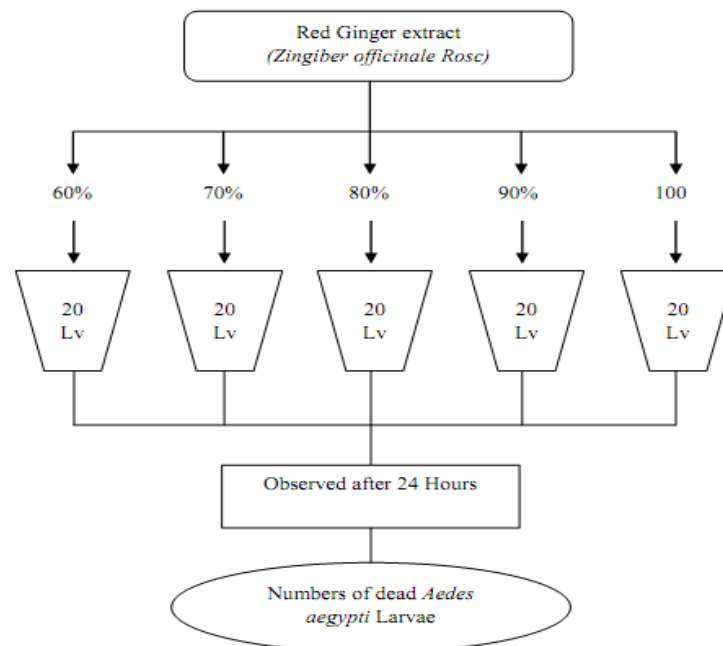 Red Ginger extract
(Zingiber officinale Rosc)
60% 70% 80% 90% 100
20 20 20 20 20
Lv Lv Lv Lv Lv
Observed after 24 Hours
Numbers of dead Aedes
aegypti Larvae